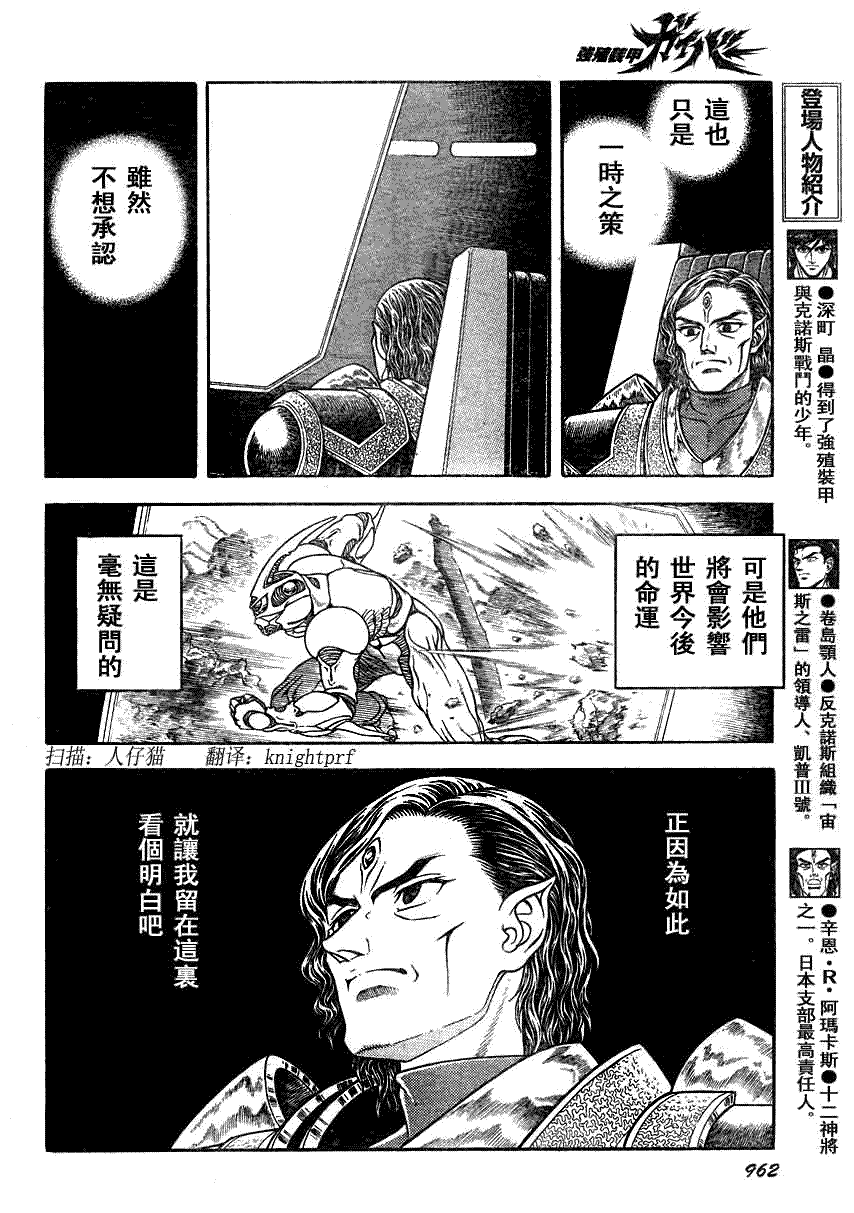 強殖裝甲ガイバー
這也
只是
一時之策
雖然
不想承認
可是他們
將會影響
世界今後
的命運
這是
毫無疑問的
扫描：人仔猫 翻译：knightprf
正因為如此
就讓我留在這裏
看個明白吧
登場人物紹介
●深町 晶●得到了強殖裝甲
與克諾斯戰鬥的少年。
●卷島顎人●反克諾斯組織「宙
斯之雷」的領導人、凱普Ⅲ號。
●辛恩・R・阿瑪卡斯●十二神將
之一。日本支部最高責任人。
962